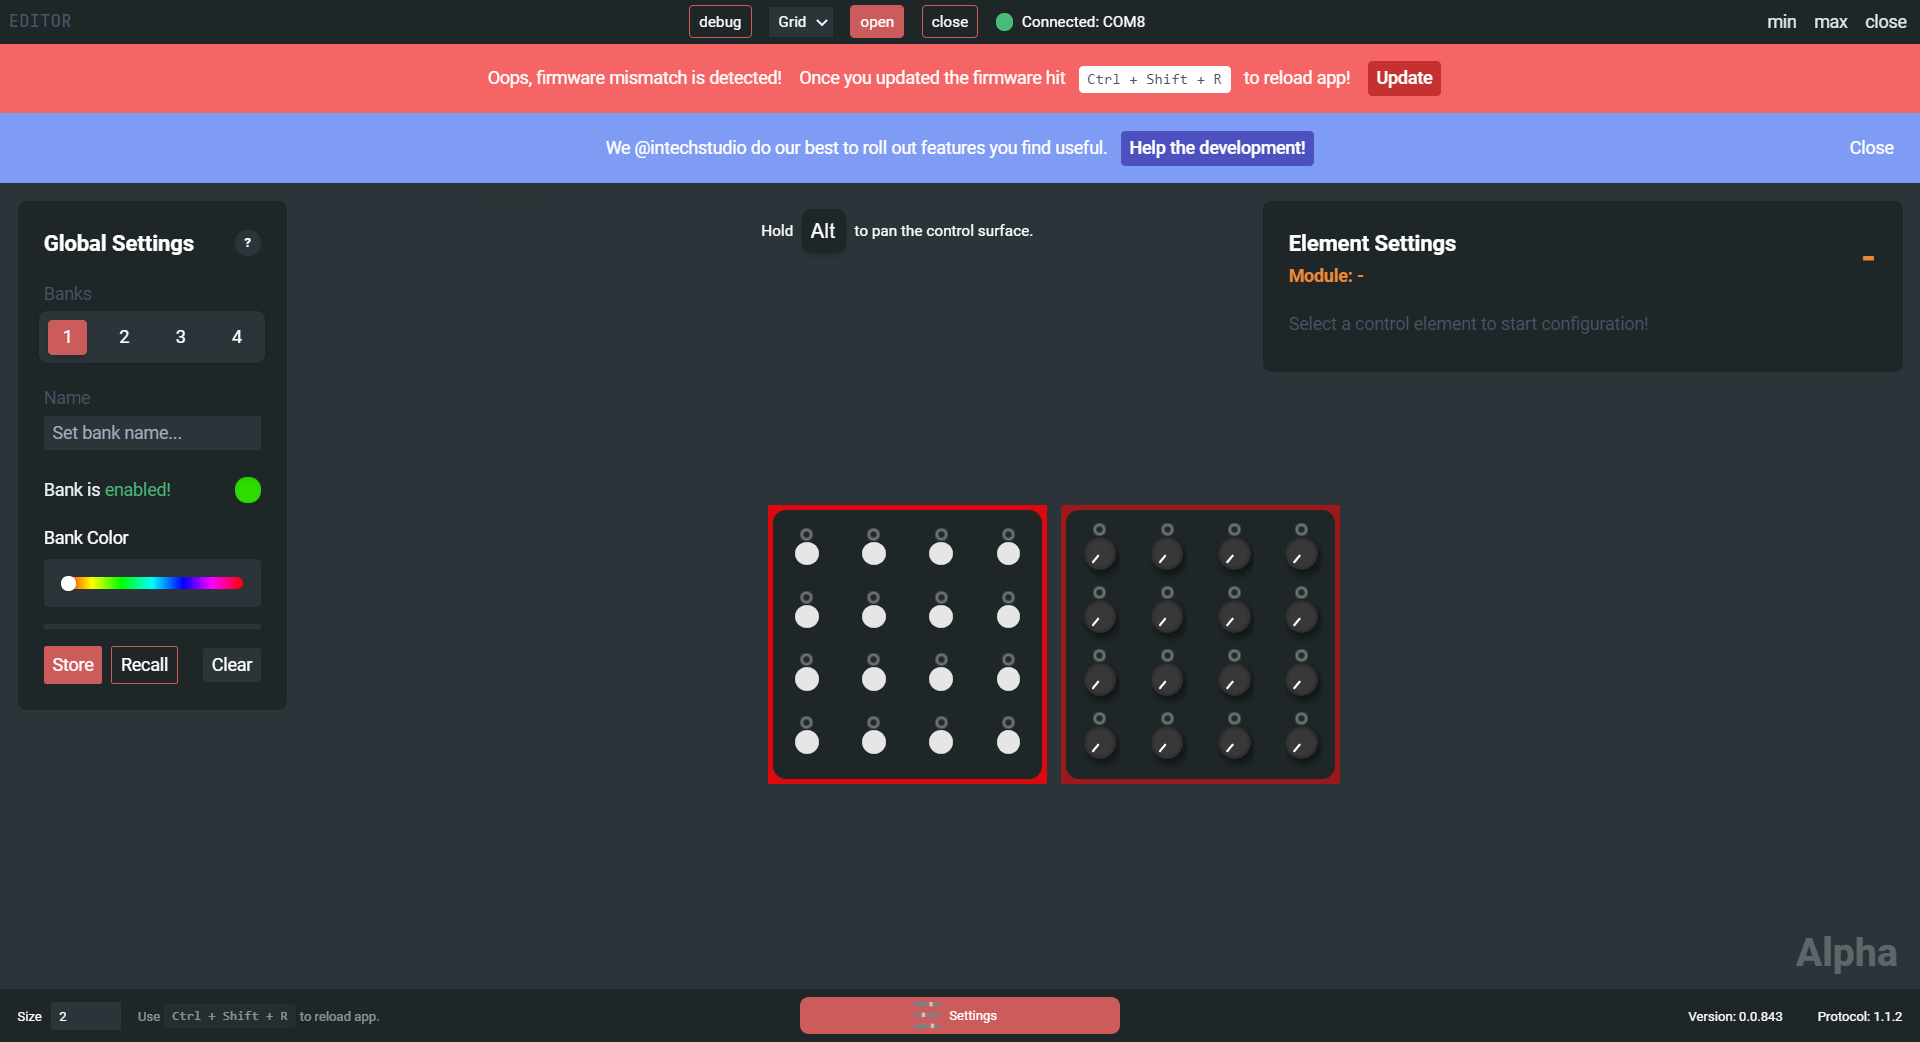 EDITOR
debug Grid open close Connected: COM8
min max close
Oops, firmware mismatch is detected! Once you updated the firmware hit Ctrl + Shift + R to reload app! Update
We @intechstudio do our best to roll out features you find useful. Help the development! Close
Global Settings ?
Banks
1 2 3 4
Name
Set bank name...
Bank is enabled!
Bank Color
Store Recall Clear
Hold Alt to pan the control surface.
Element Settings
Module: - -
Select a control element to start configuration!
Alpha
Size 2 Use Ctrl + Shift + R to reload app.
Settings
Version: 0.0.843 Protocol: 1.1.2